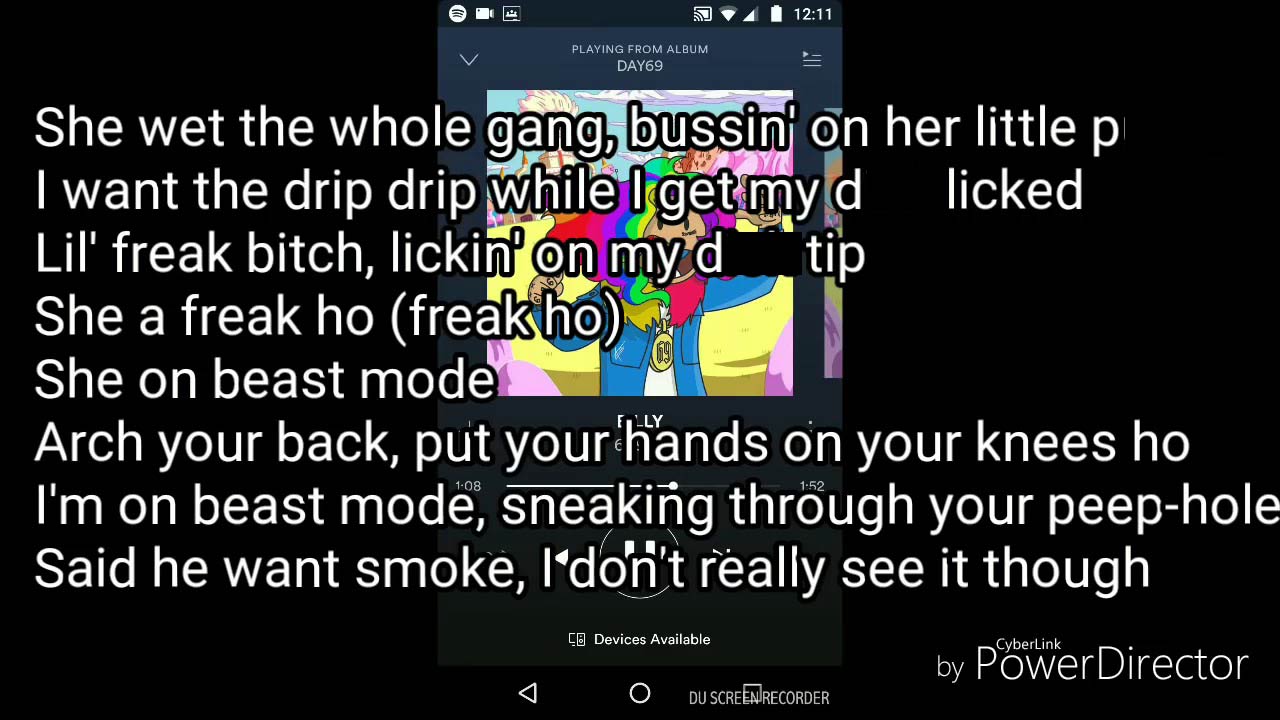 12:11
PLAYING FROM ALBUM
DAY69
She wet the whole gang, bussin' on her little p
I want the drip drip while I get my d licked
Lil' freak bitch, lickin' on my d tip
She a freak ho (freak ho)
She on beast mode
69
Arch your back, put your hands on your knees ho
I'm on beast mode, sneaking through your peep-hole
1:08 1:52
Said he want smoke, I don't really see it though
Devices Available
CyberLink
by PowerDirector
DU SCREEN RECORDER